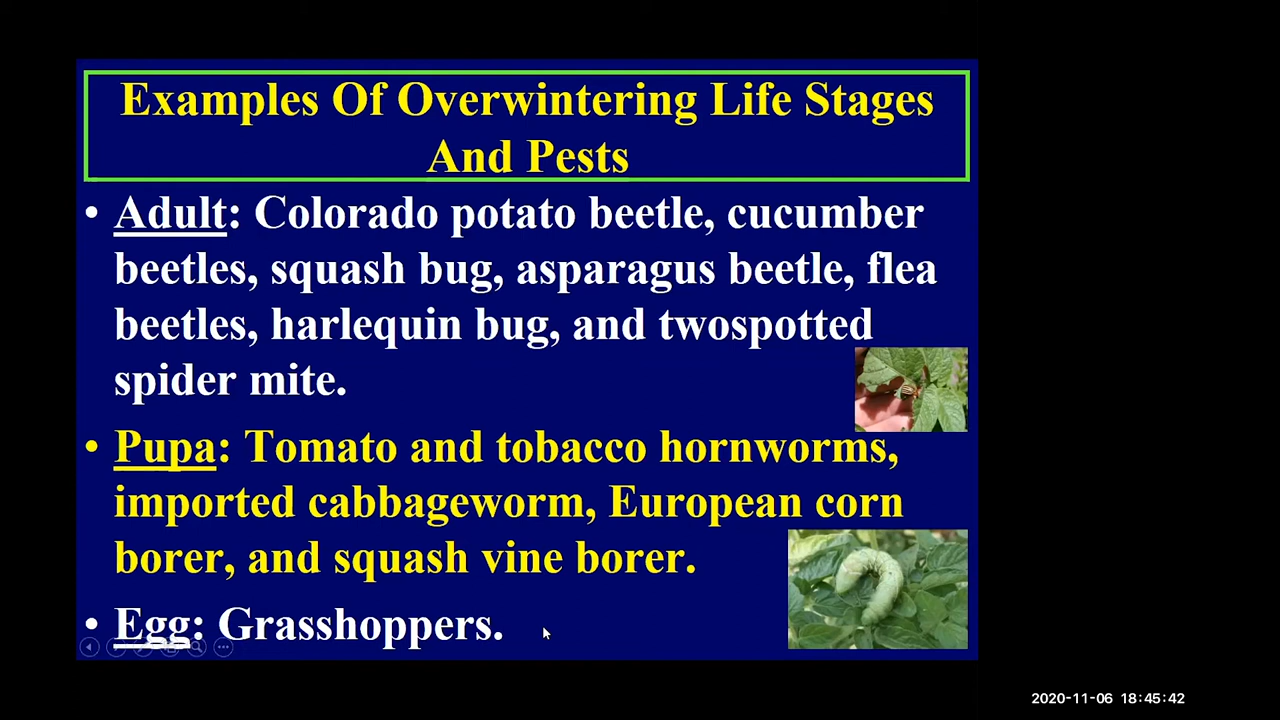 Examples Of Overwintering Life Stages
And Pests
• Adult: Colorado potato beetle, cucumber
beetles, squash bug, asparagus beetle, flea
beetles, harlequin bug, and twospotted
spider mite.
• Pupa: Tomato and tobacco hornworms,
imported cabbageworm, European corn
borer, and squash vine borer.
• Egg: Grasshoppers.
2020-11-06 18:45:42